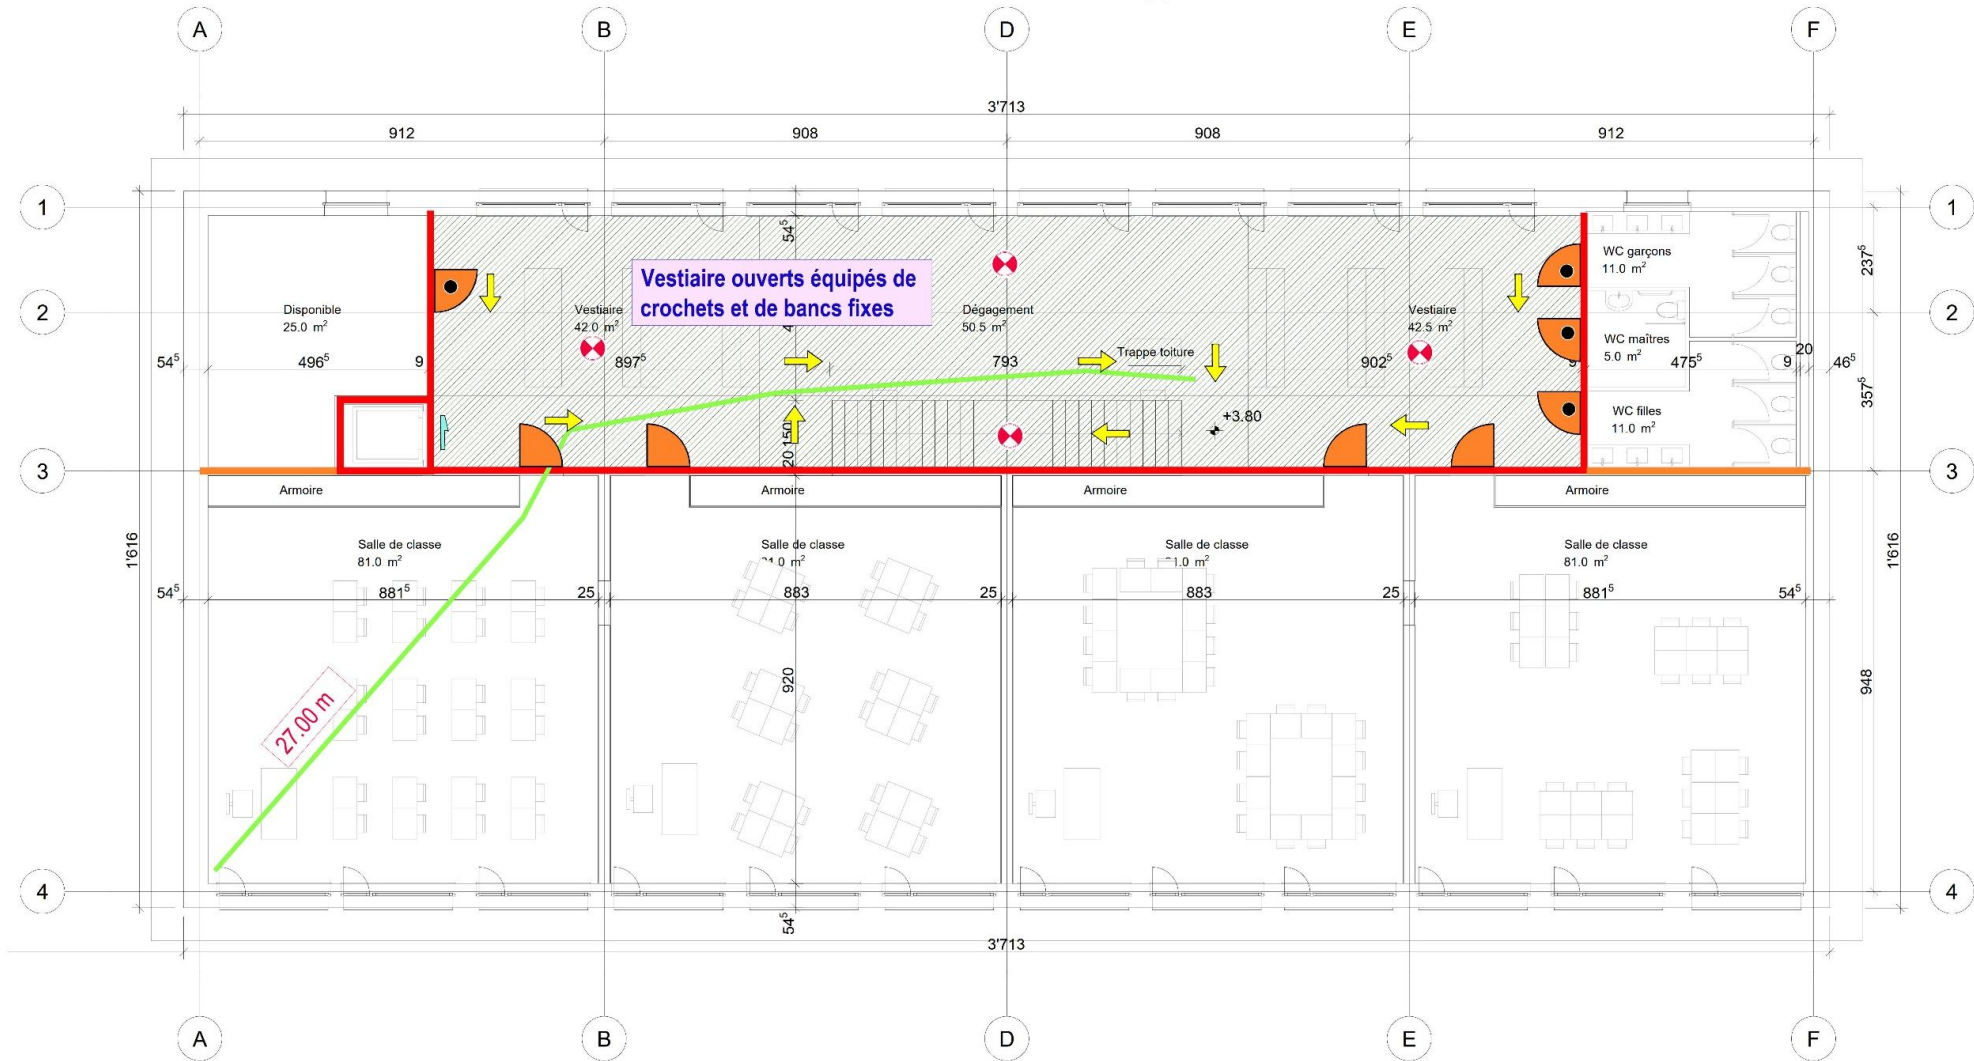 A B D E F
3'713
912 908 908 912
1 1
54⁵
237⁵
WC garçons
11.0 m²
Vestiaire ouverts équipés de
crochets et de bancs fixes
2 2
Disponible
25.0 m²
Vestiaire
42.0 m²
Dégagement
50.5 m²
Vestiaire
42.5 m²
WC maîtres
5.0 m²
Trappe toiture
54⁵ 496⁵ 9 897⁵ 793 902⁵ 9 475⁵ 9 20 46⁵
357⁵
WC filles
11.0 m²
+3.80
150
20
3 3
Armoire Armoire Armoire Armoire
Salle de classe
81.0 m²
Salle de classe
Salle de classe
Salle de classe
81.0 m²
1'616 1'616
54⁵ 881⁵ 25 883 25 883 25 881⁵ 54⁵
920
948
27.00 m
4 4
54⁵
3'713
A B D E F